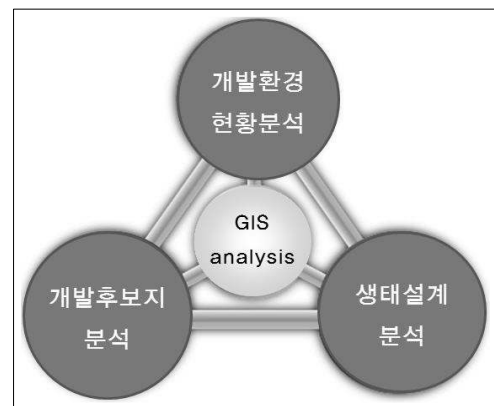 개발환경
현황분석
GIS
analysis
개발후보지
분석
생태설계
분석